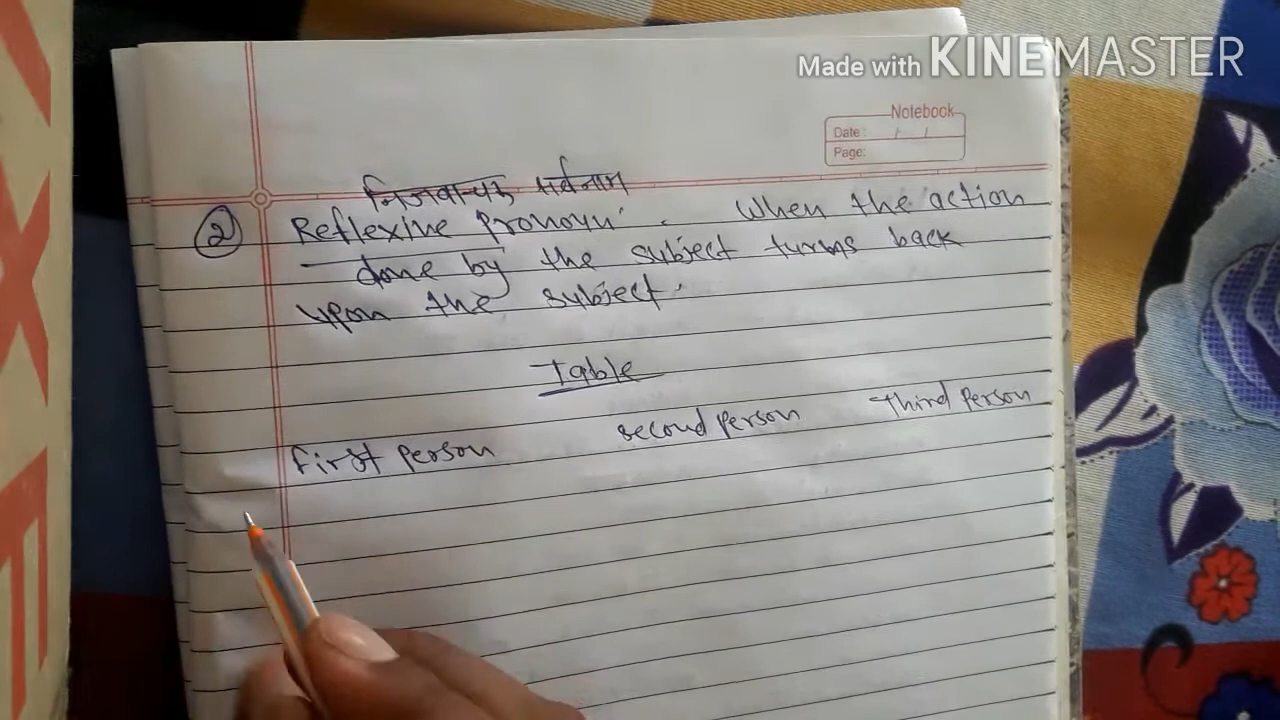 Made with KINEMASTER
Notebook
Date : / /
Page:
निजवाचक सर्वनाम
② Reflexive pronoun . When the action
done by the subject turns back
upon the subject.
Table
first person second person Third person